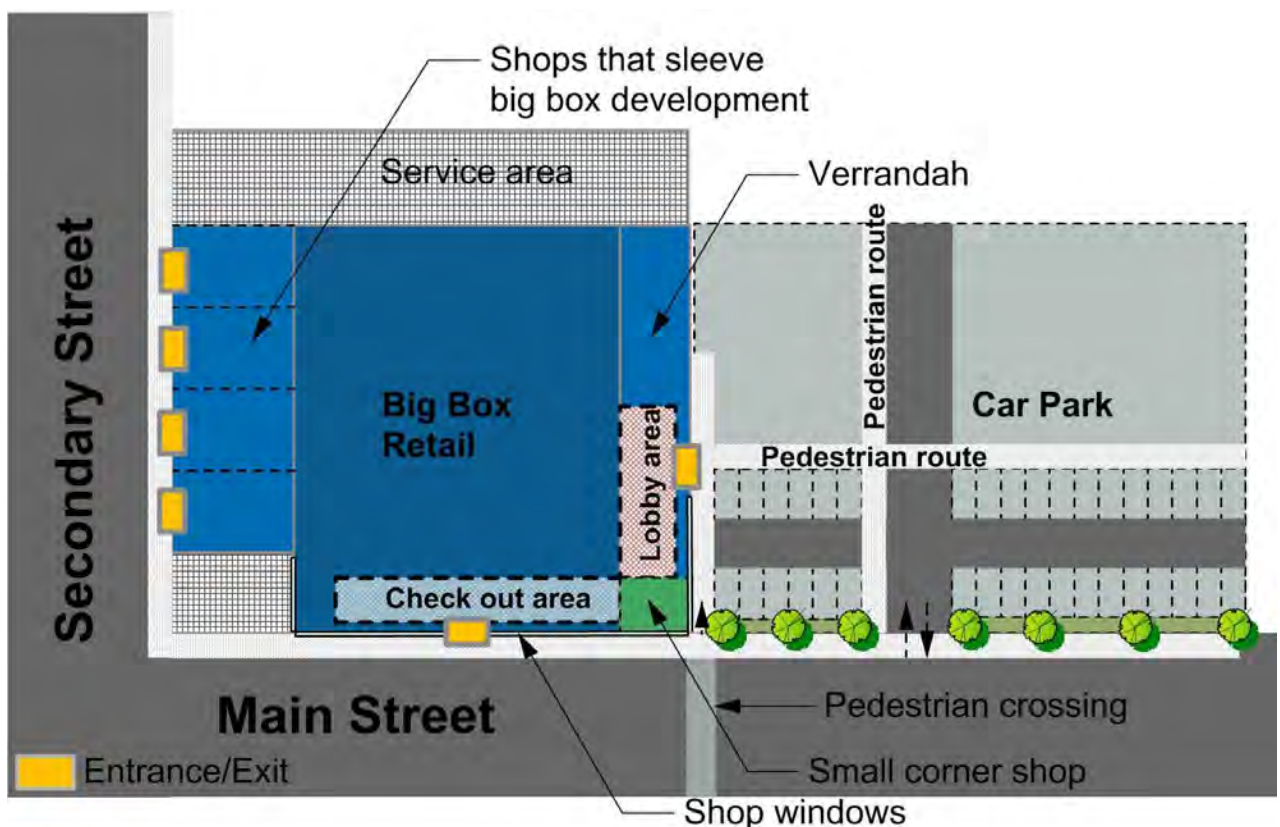 Shops that sleeve
big box development
Service area
Verrandah
Secondary Street
Pedestrian route
Big Box
Retail
Car Park
Lobby area
Pedestrian route
Check out area
Main Street
Pedestrian crossing
Entrance/Exit
Small corner shop
Shop windows